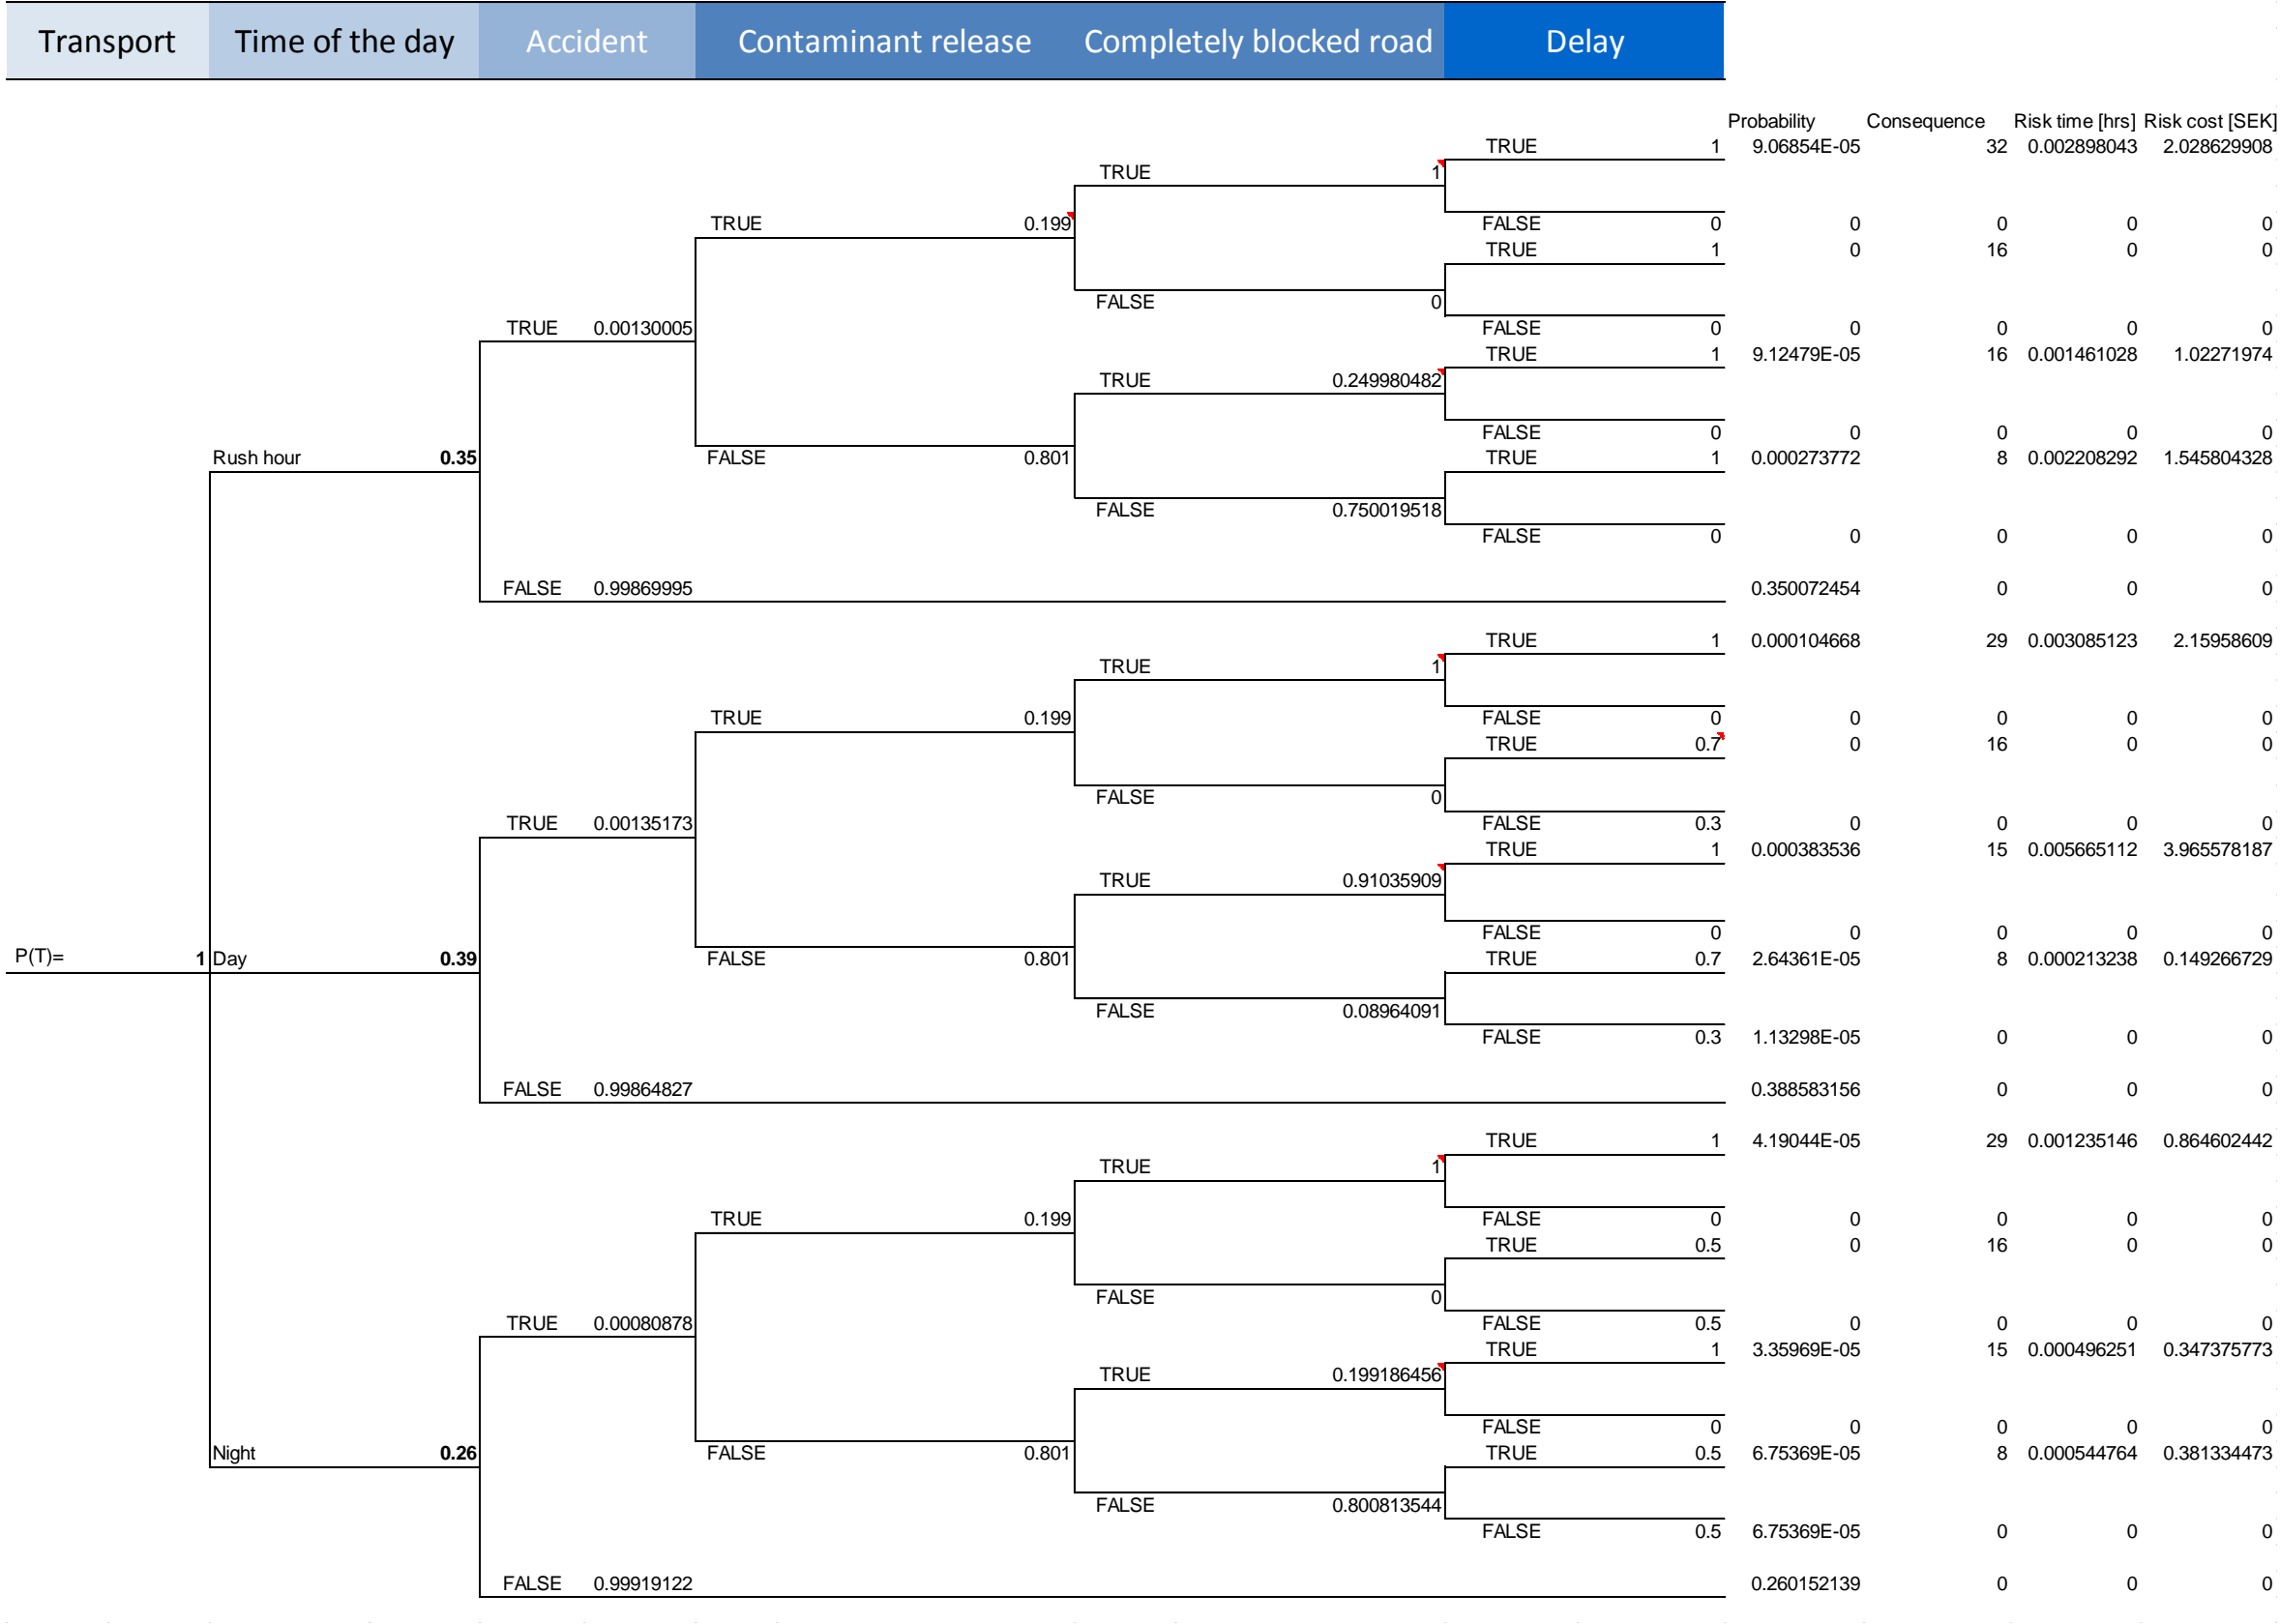 Transport Time of the day Accident Contaminant release Completely blocked road Delay
Probability Consequence Risk time [hrs] Risk cost [SEK]
TRUE 1 9.06854E-05 32 0.002898043 2.028629908
TRUE 1
TRUE 0.199 FALSE 0 0 0 0 0
TRUE 1 0 16 0 0
FALSE 0
TRUE 0.00130005 FALSE 0 0 0 0 0
TRUE 1 9.12479E-05 16 0.001461028 1.02271974
TRUE 0.249980482
FALSE 0 0 0 0 0
Rush hour 0.35 FALSE 0.801 TRUE 1 0.000273772 8 0.002208292 1.545804328
FALSE 0.750019518
FALSE 0 0 0 0 0
FALSE 0.99869995 0.350072454 0 0 0
TRUE 1 0.000104668 29 0.003085123 2.15958609
TRUE 1
TRUE 0.199 FALSE 0 0 0 0 0
TRUE 0.7 0 16 0 0
FALSE 0
TRUE 0.00135173 FALSE 0.3 0 0 0 0
TRUE 1 0.000383536 15 0.005665112 3.965578187
TRUE 0.91035909
FALSE 0 0 0 0 0
P(T)= 1 Day 0.39 FALSE 0.801 TRUE 0.7 2.64361E-05 8 0.000213238 0.149266729
FALSE 0.08964091
FALSE 0.3 1.13298E-05 0 0 0
FALSE 0.99864827 0.388583156 0 0 0
TRUE 1 4.19044E-05 29 0.001235146 0.864602442
TRUE 1
TRUE 0.199 FALSE 0 0 0 0 0
TRUE 0.5 0 16 0 0
FALSE 0
TRUE 0.00080878 FALSE 0.5 0 0 0 0
TRUE 1 3.35969E-05 15 0.000496251 0.347375773
TRUE 0.199186456
FALSE 0 0 0 0 0
Night 0.26 FALSE 0.801 TRUE 0.5 6.75369E-05 8 0.000544764 0.381334473
FALSE 0.800813544
FALSE 0.5 6.75369E-05 0 0 0
FALSE 0.99919122 0.260152139 0 0 0